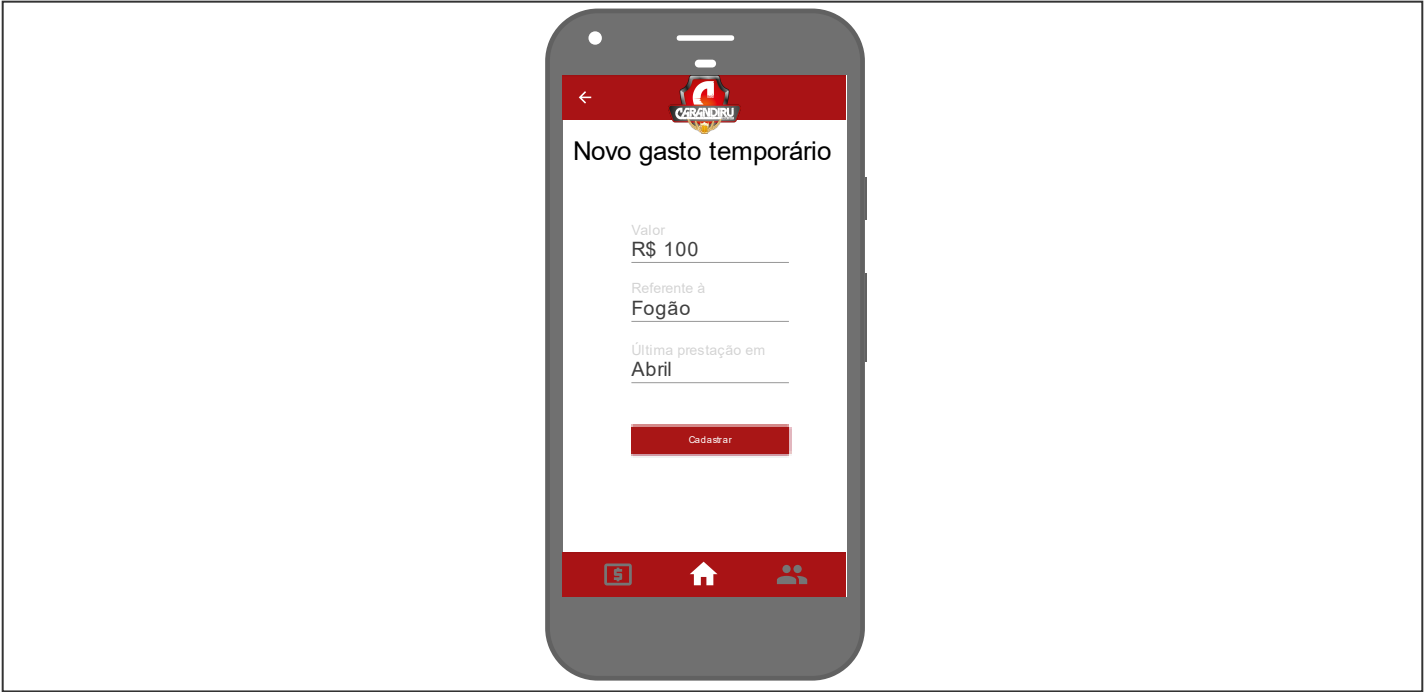 CARANDIRU
Novo gasto temporário
Valor
R$ 100
Referente à
Fogão
Última prestação em
Abril
Cadastrar
$